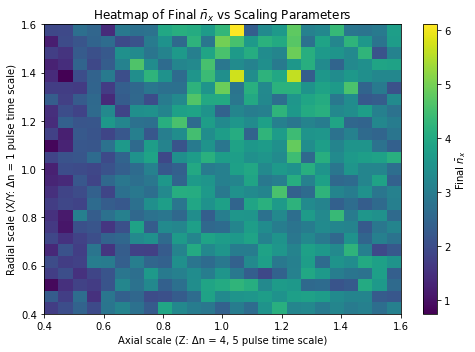 Heatmap of Final n̄ₓ vs Scaling Parameters
Radial scale (X/Y: Δn = 1 pulse time scale)
1.6
1.4
1.2
1.0
0.8
0.6
0.4
0.4 0.6 0.8 1.0 1.2 1.4 1.6
Axial scale (Z: Δn = 4, 5 pulse time scale)
6
5
4
3
2
1
Final n̄ₓ